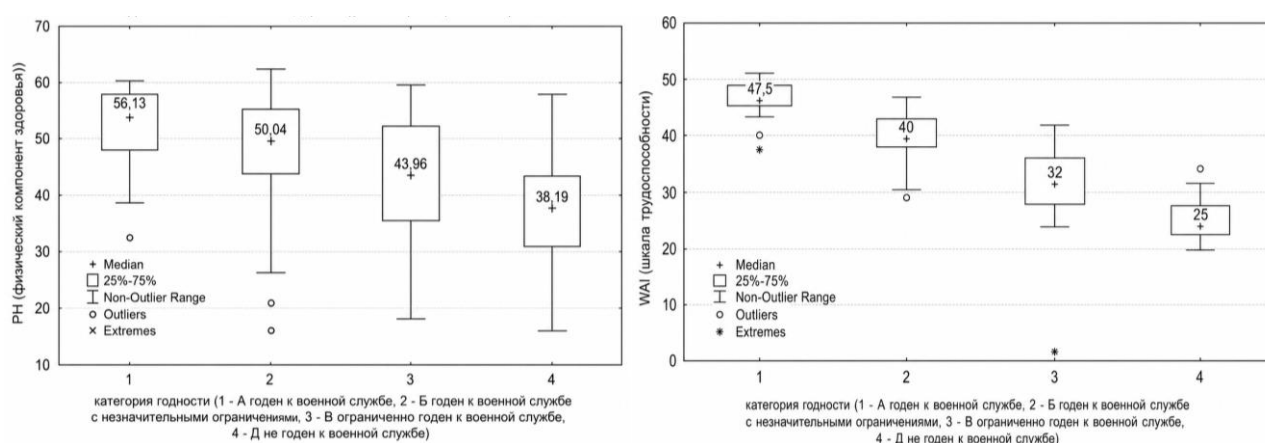 PH (физический компонент здоровья))
70
60
50
40
30
20
10
56,13
50,04
43,96
38,19
Median
25%-75%
Non-Outlier Range
Outliers
Extremes
1 2 3 4
категория годности (1 - А годен к военной службе, 2 - Б годен к военной службе
с незначительными ограничениями, 3 - В ограниченно годен к военной службе,
4 - Д не годен к военной службе)
WAI (шкала трудоспособности)
60
50
40
30
20
10
0
47,5
40
32
25
Median
25%-75%
Non-Outlier Range
Outliers
Extremes
1 2 3 4
категория годности (1 - А годен к военной службе, 2 - Б годен к военной службе
с незначительными ограничениями, 3 - В ограниченно годен к военной службе,
4 - Д не годен к военной службе)